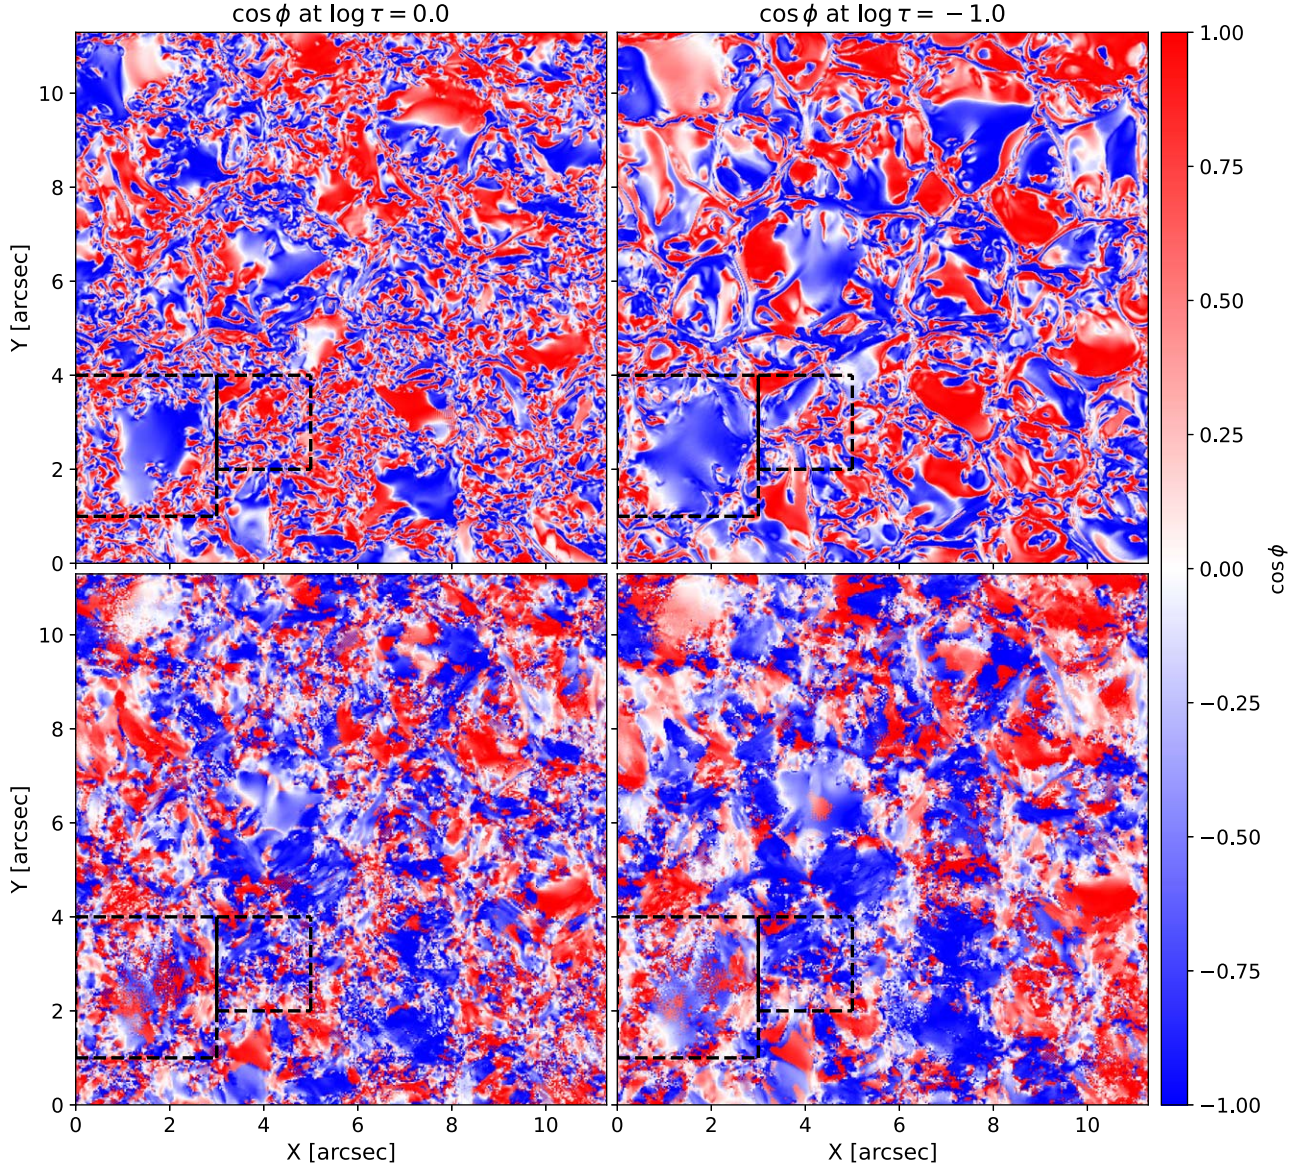 cos ϕ at log τ = 0.0
cos ϕ at log τ = −1.0
Y [arcsec]
10
8
6
4
2
0
Y [arcsec]
10
8
6
4
2
0
0 2 4 6 8 10
0 2 4 6 8 10
X [arcsec]
X [arcsec]
1.00
0.75
0.50
0.25
0.00
−0.25
−0.50
−0.75
−1.00
cos ϕ